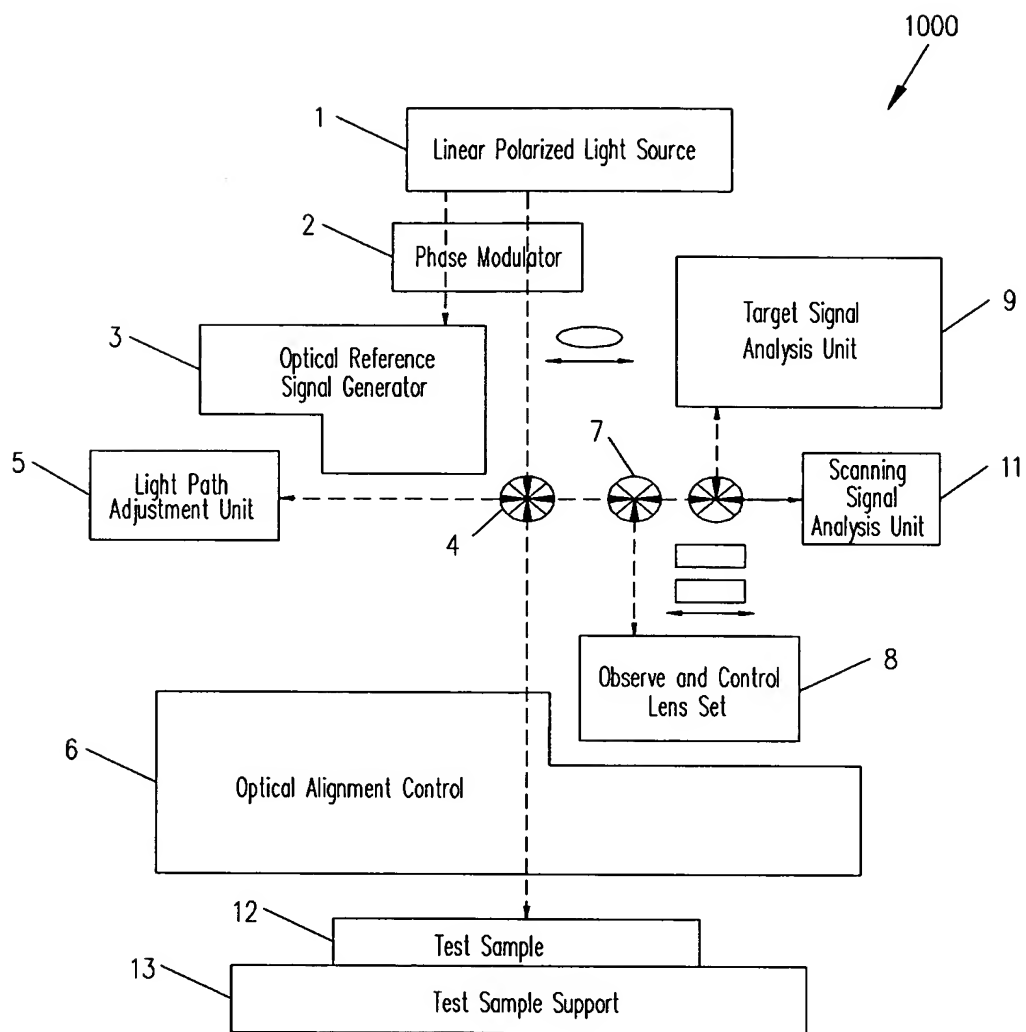 1000
1
Linear Polarized Light Source
2
Phase Modulator
3
Optical Reference
Signal Generator
Target Signal
Analysis Unit
9
7
5
Light Path
Adjustment Unit
4
Scanning
Signal
Analysis Unit
11
Observe and Control
Lens Set
8
6
Optical Alignment Control
12
Test Sample
13
Test Sample Support